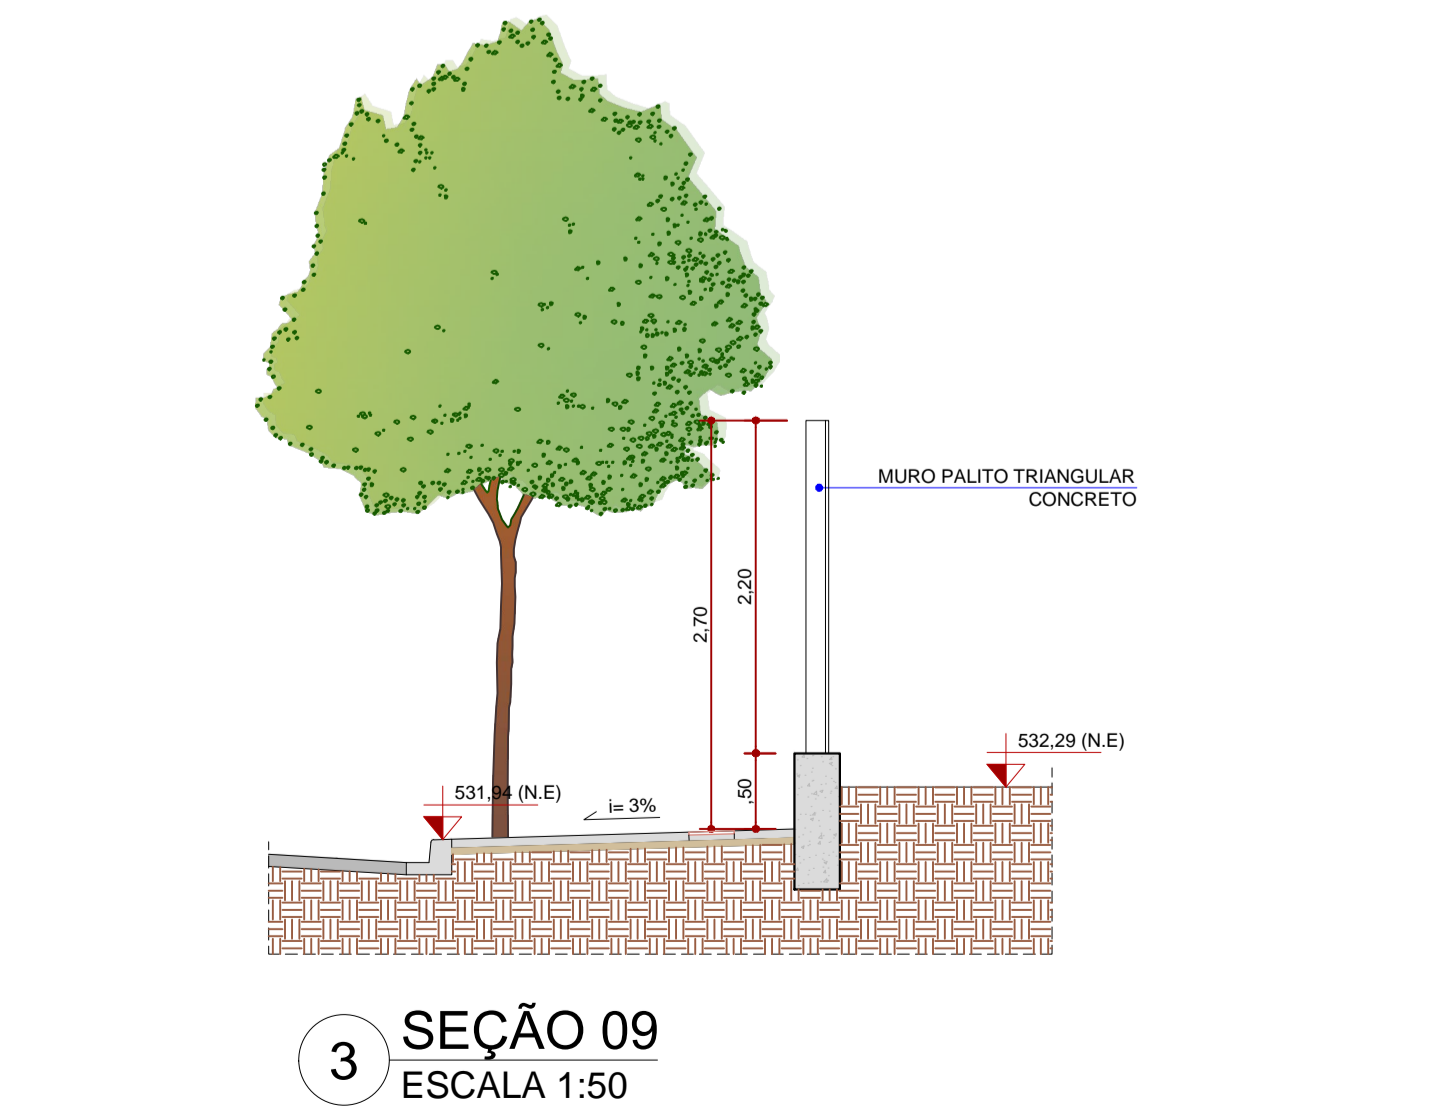 MURO PALITO TRIANGULAR
CONCRETO
2,20
2,70
532,29 (N.E)
,50
531,94 (N.E)
i= 3%
3
SEÇÃO 09
ESCALA 1:50